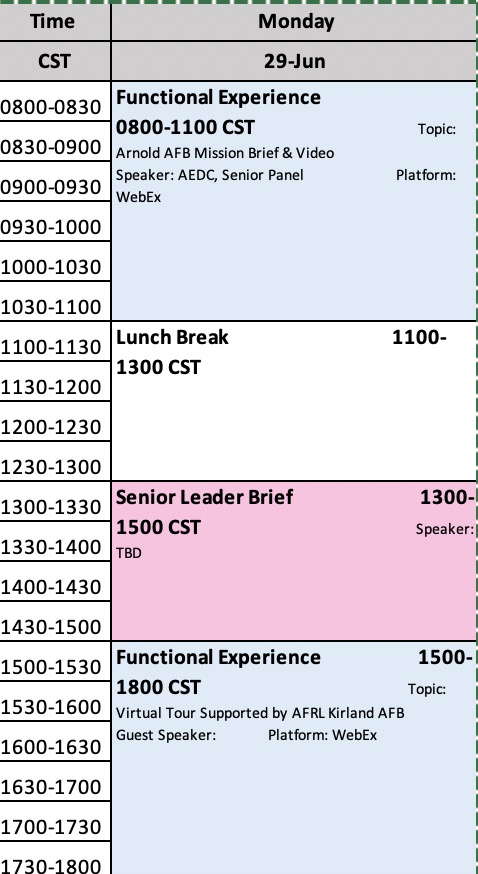 Time Monday
CST 29-Jun
0800-0830
0830-0900
0900-0930
0930-1000
1000-1030
1030-1100
Functional Experience
0800-1100 CST Topic:
Arnold AFB Mission Brief & Video
Speaker: AEDC, Senior Panel Platform:
WebEx
1100-1130
1130-1200
1200-1230
1230-1300
Lunch Break 1100-
1300 CST
1300-1330
1330-1400
1400-1430
1430-1500
Senior Leader Brief 1300-
1500 CST Speaker:
TBD
1500-1530
1530-1600
1600-1630
1630-1700
1700-1730
1730-1800
Functional Experience 1500-
1800 CST Topic:
Virtual Tour Supported by AFRL Kirland AFB
Guest Speaker: Platform: WebEx